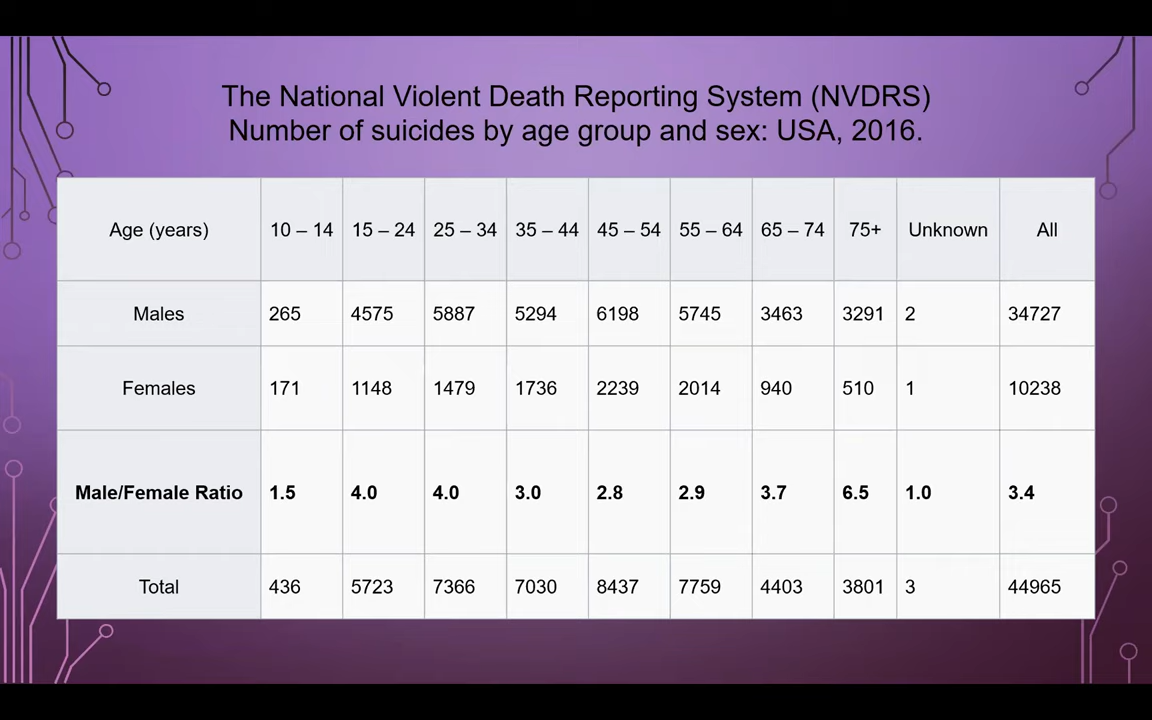 The National Violent Death Reporting System (NVDRS)
Number of suicides by age group and sex: USA, 2016.
Age (years) 10 – 14 15 – 24 25 – 34 35 – 44 45 – 54 55 – 64 65 – 74 75+ Unknown All
Males 265 4575 5887 5294 6198 5745 3463 3291 2 34727
Females 171 1148 1479 1736 2239 2014 940 510 1 10238
Male/Female Ratio 1.5 4.0 4.0 3.0 2.8 2.9 3.7 6.5 1.0 3.4
Total 436 5723 7366 7030 8437 7759 4403 3801 3 44965